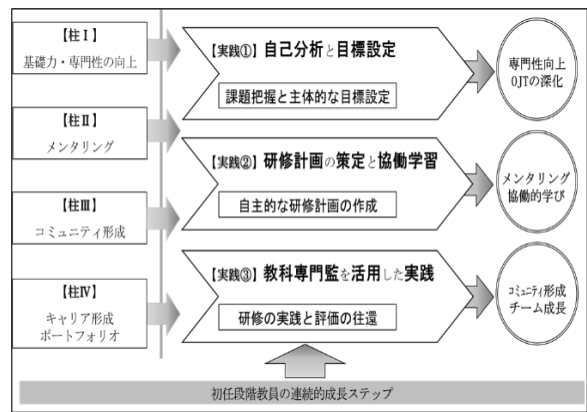 【柱Ⅰ】
基礎力・専門性の向上
【柱Ⅱ】
メンタリング
【柱Ⅲ】
コミュニティ形成
【柱Ⅳ】
キャリア形成
ポートフォリオ
【実践①】自己分析と目標設定
課題把握と主体的な目標設定
【実践②】研修計画の策定と協働学習
自主的な研修計画の作成
【実践③】教科専門監を活用した実践
研修の実践と評価の往還
専門性向上
OJTの深化
メンタリング
協働的学び
コミュニティ形成
チーム成長
初任段階教員の連続的成長ステップ